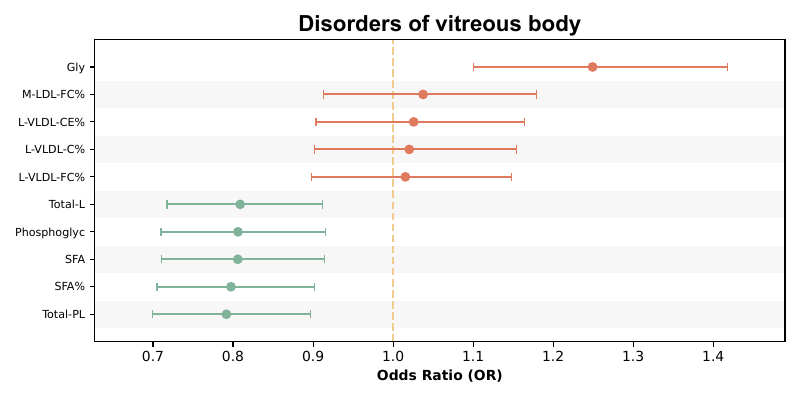 Disorders of vitreous body
Gly
M-LDL-FC%
L-VLDL-CE%
L-VLDL-C%
L-VLDL-FC%
Total-L
Phosphoglyc
SFA
SFA%
Total-PL
0.7 0.8 0.9 1.0 1.1 1.2 1.3 1.4
Odds Ratio (OR)